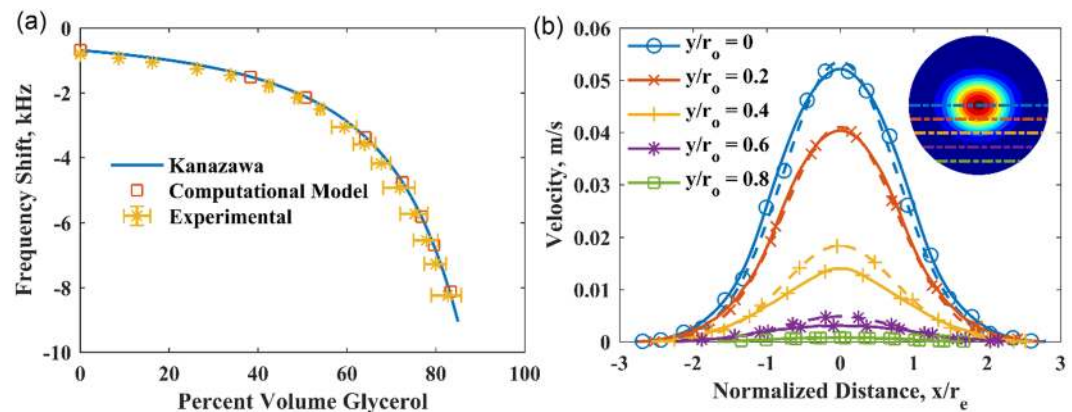 (a)
0
-2
-4
-6
-8
-10
Frequency Shift, kHz
Kanazawa
Computational Model
Experimental
0 20 40 60 80 100
Percent Volume Glycerol
(b)
0.06
0.05
0.04
0.03
0.02
0.01
0
Velocity, m/s
y/r_o = 0
y/r_o = 0.2
y/r_o = 0.4
y/r_o = 0.6
y/r_o = 0.8
-3 -2 -1 0 1 2 3
Normalized Distance, x/r_e